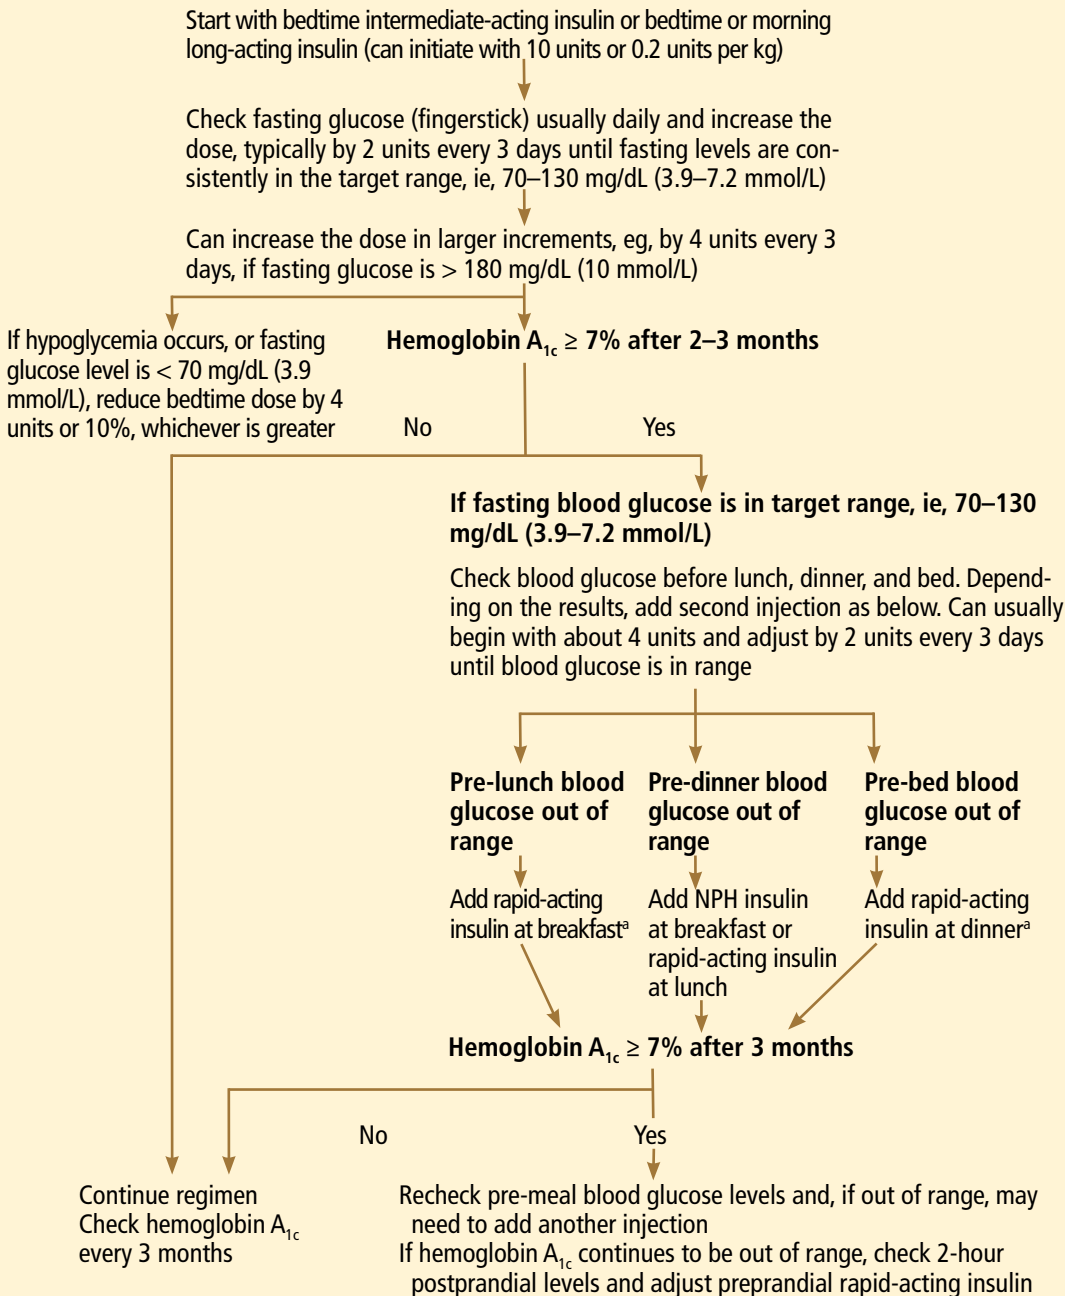 Start with bedtime intermediate-acting insulin or bedtime or morning
long-acting insulin (can initiate with 10 units or 0.2 units per kg)
Check fasting glucose (fingerstick) usually daily and increase the
dose, typically by 2 units every 3 days until fasting levels are con-
sistently in the target range, ie, 70–130 mg/dL (3.9–7.2 mmol/L)
Can increase the dose in larger increments, eg, by 4 units every 3
days, if fasting glucose is > 180 mg/dL (10 mmol/L)
If hypoglycemia occurs, or fasting
glucose level is < 70 mg/dL (3.9
mmol/L), reduce bedtime dose by 4
units or 10%, whichever is greater
Hemoglobin A1c ≥ 7% after 2–3 months
No
Yes
If fasting blood glucose is in target range, ie, 70–130
mg/dL (3.9–7.2 mmol/L)
Check blood glucose before lunch, dinner, and bed. Depend-
ing on the results, add second injection as below. Can usually
begin with about 4 units and adjust by 2 units every 3 days
until blood glucose is in range
Pre-lunch blood
glucose out of
range
Add rapid-acting
insulin at breakfastᵃ
Pre-dinner blood
glucose out of
range
Add NPH insulin
at breakfast or
rapid-acting insulin
at lunch
Pre-bed blood
glucose out of
range
Add rapid-acting
insulin at dinnerᵃ
Hemoglobin A1c ≥ 7% after 3 months
No
Yes
Continue regimen
Check hemoglobin A1c
every 3 months
Recheck pre-meal blood glucose levels and, if out of range, may
need to add another injection
If hemoglobin A1c continues to be out of range, check 2-hour
postprandial levels and adjust preprandial rapid-acting insulin